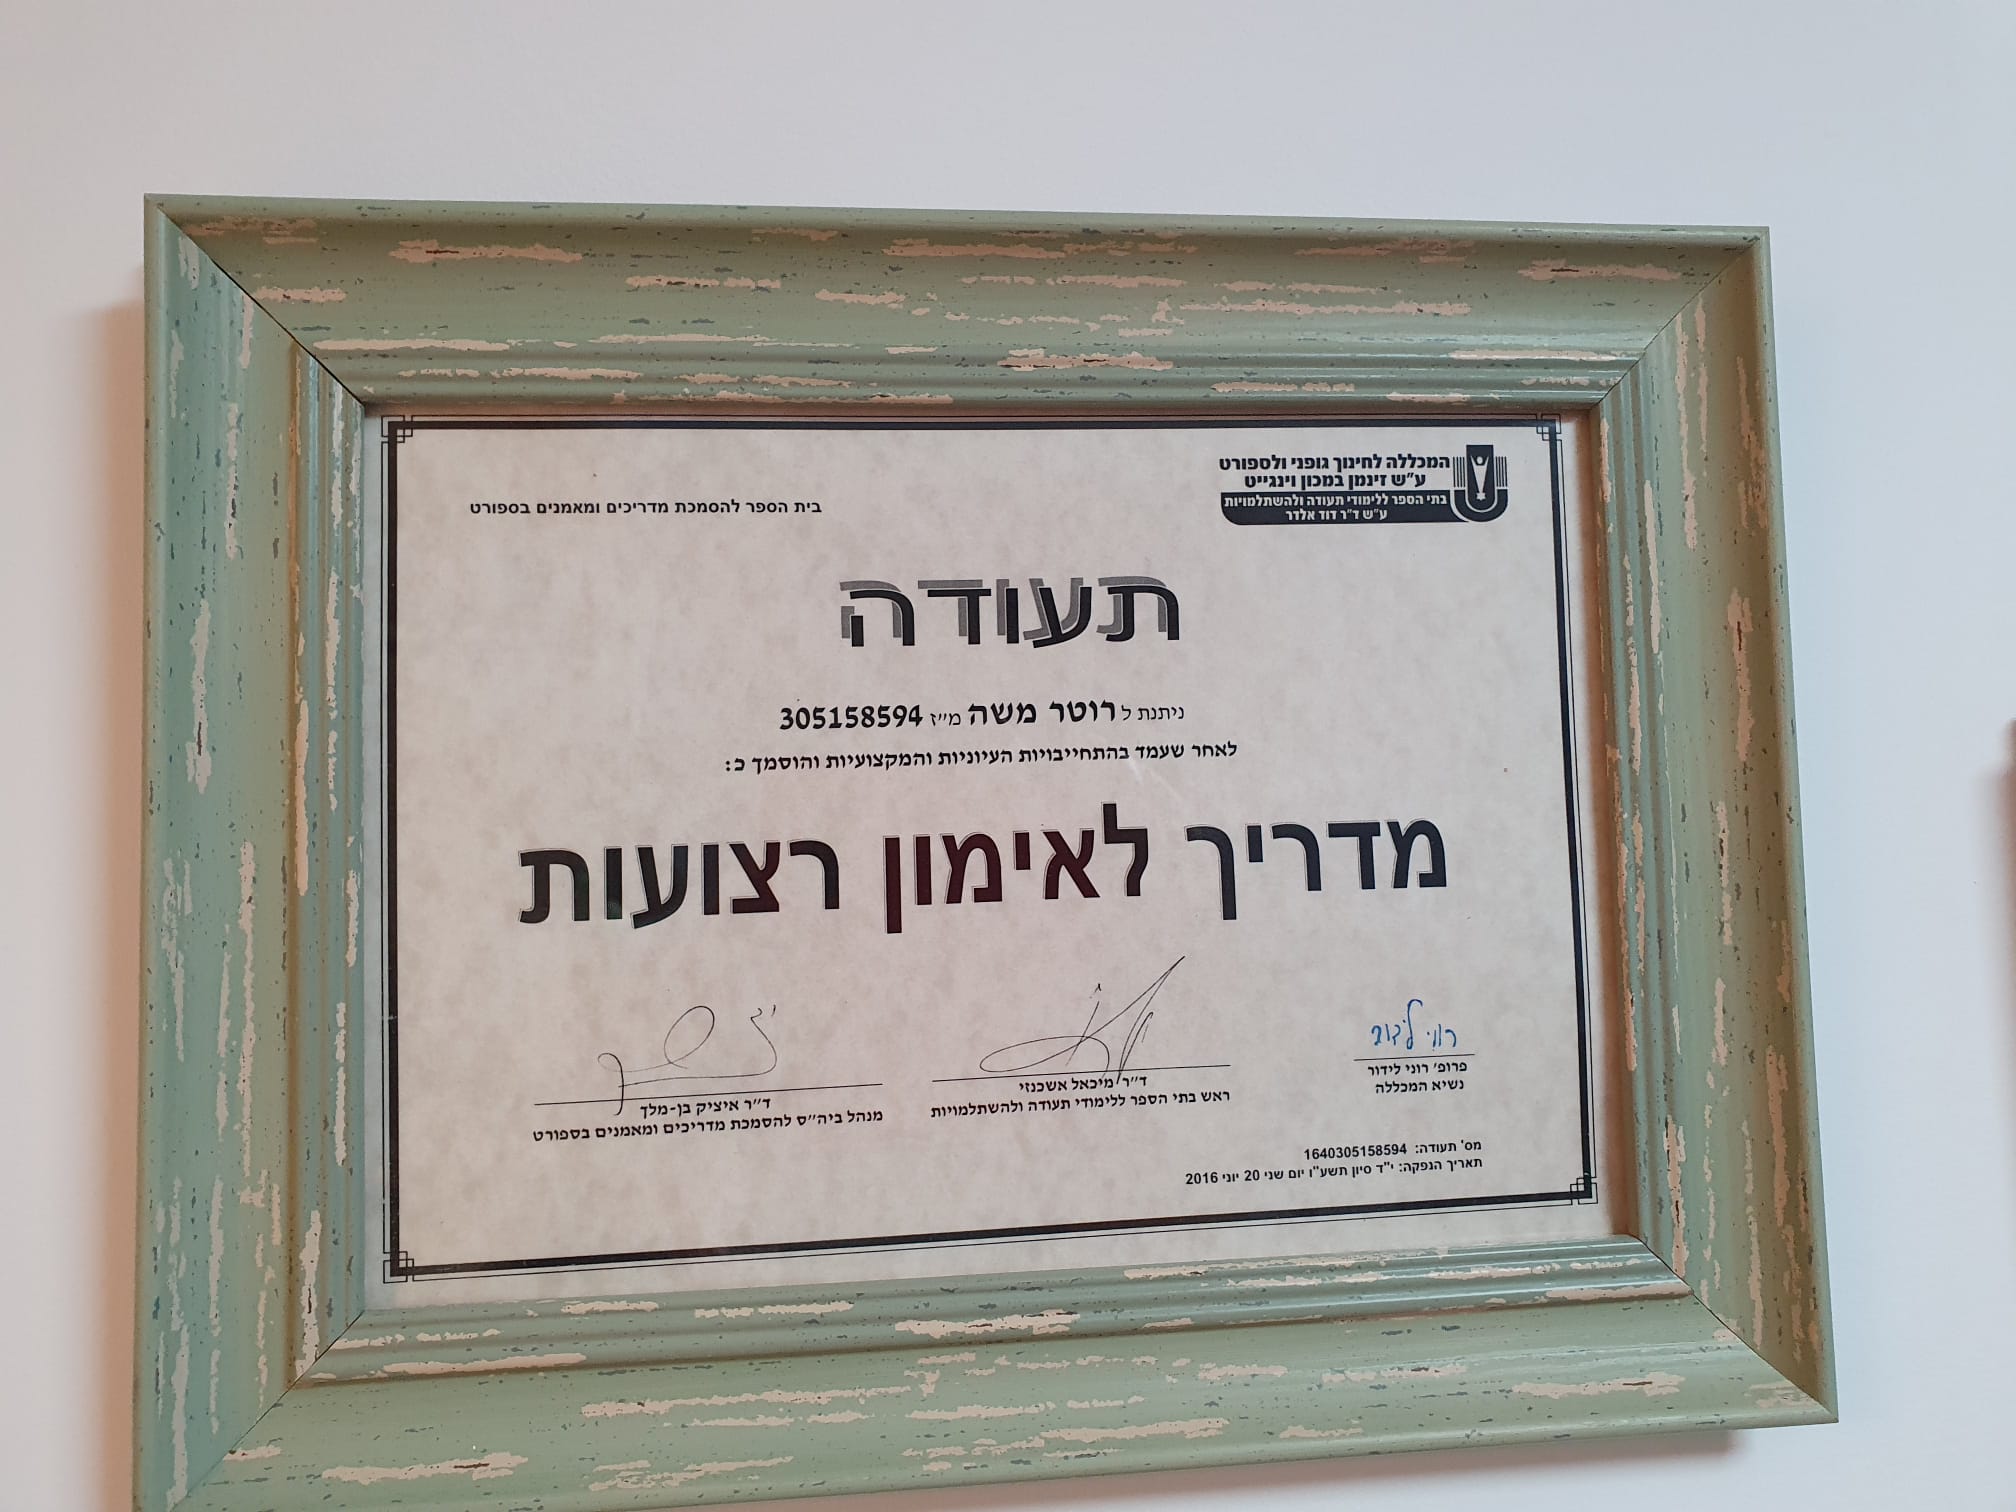 המכללה לחינוך גופני ולספורט
ע"ש זינמן במכון וינגייט
בתי הספר ללימודי תעודה ולהשתלמויות
ע"ש ד"ר דוד אלדר
בית הספר להסמכת מדריכים ומאמנים בספורט
תעודה
ניתנת ל רוטר משה מ"ז 305158594
לאחר שעמד בהתחייבויות העיוניות והמקצועיות והוסמך כ:
מדריך לאימון רצועות
רוני לידור
פרופ' רוני לידור
נשיא המכללה
ד"ר מיכאל אשכנזי
ראש בתי הספר ללימודי תעודה ולהשתלמויות
ד"ר איציק בן-מלך
מנהל ביה"ס להסמכת מדריכים ומאמנים בספורט
מס' תעודה: 1640305158594
תאריך הנפקה: י"ד סיון תשע"ו יום שני 20 יוני 2016